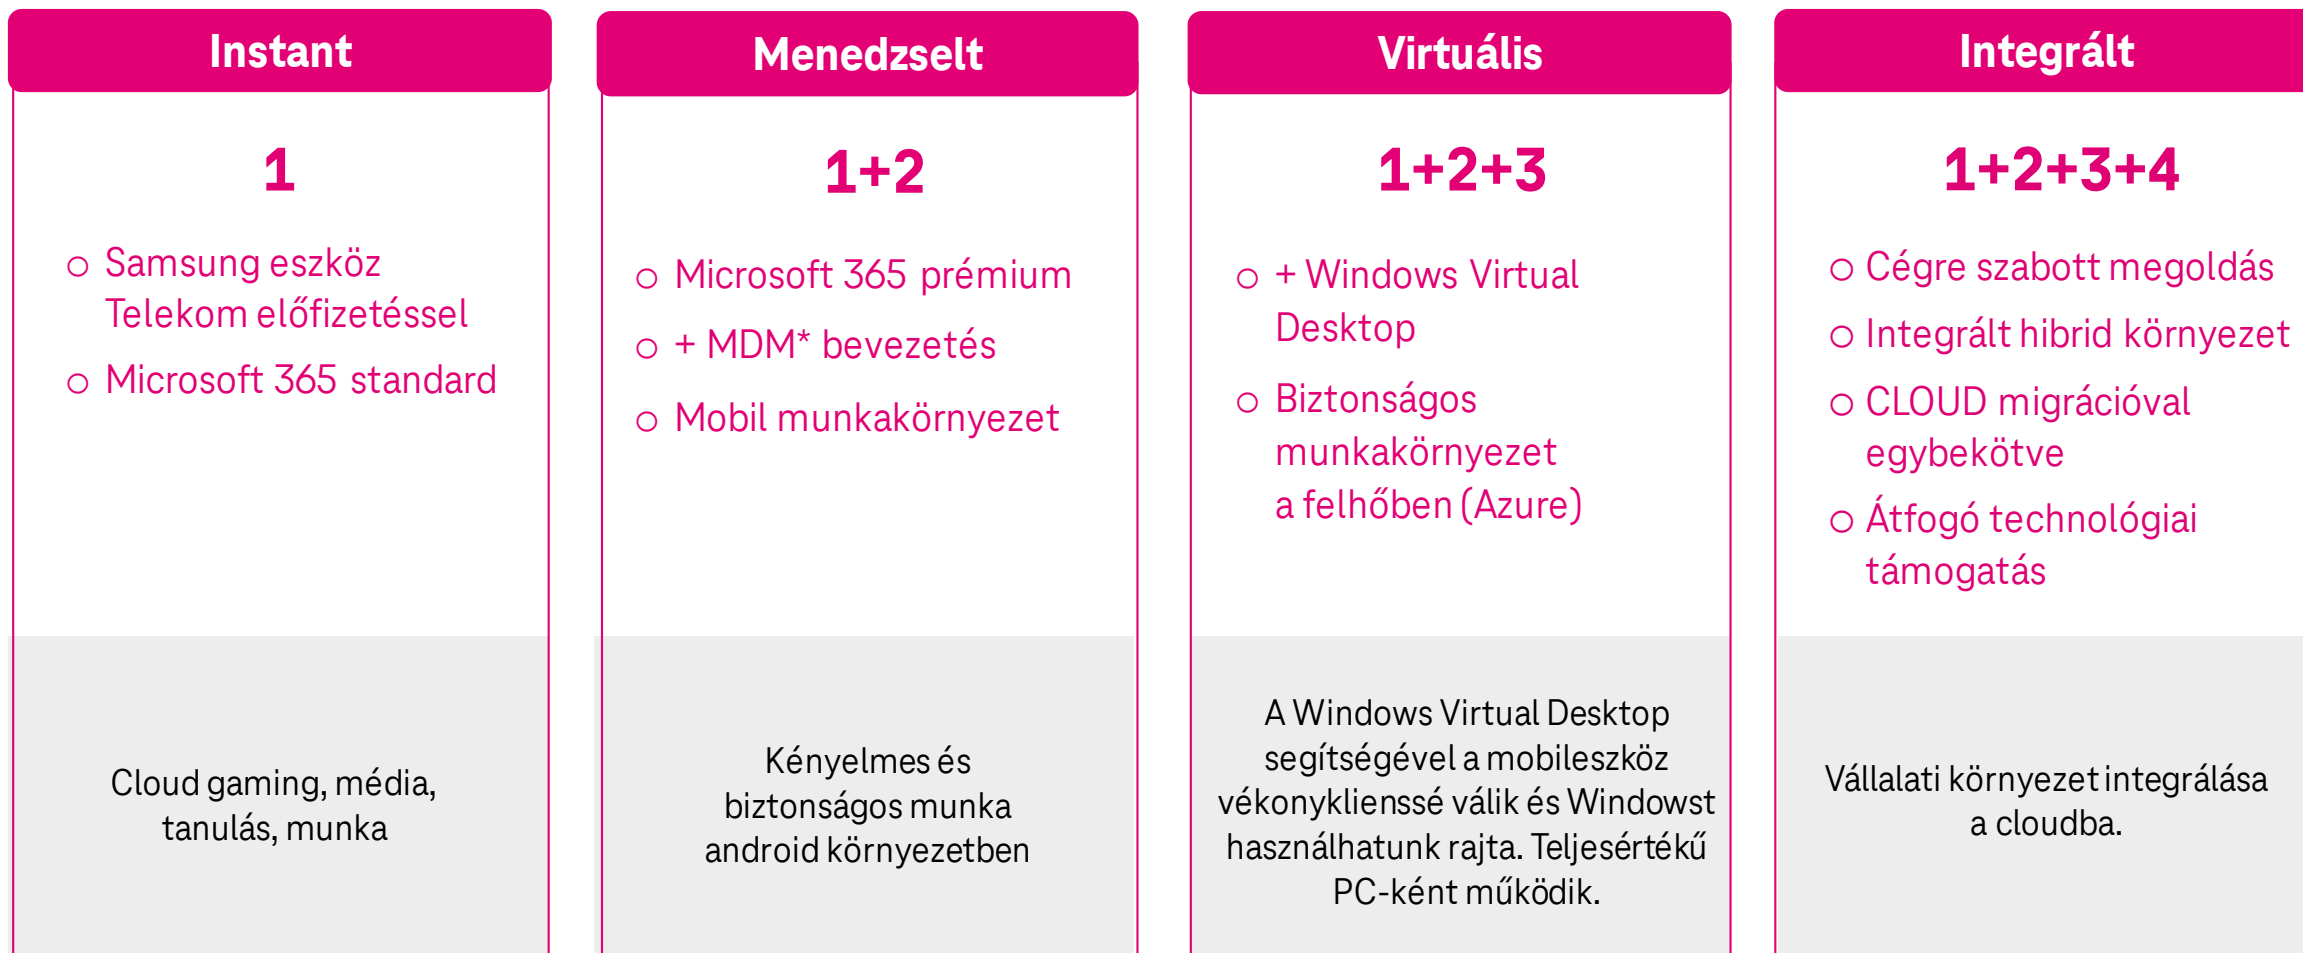 Instant
1
Samsung eszköz
Telekom előfizetéssel
Microsoft 365 standard
Cloud gaming, média,
tanulás, munka
Menedzselt
1+2
Microsoft 365 prémium
+ MDM* bevezetés
Mobil munkakörnyezet
Kényelmes és
biztonságos munka
android környezetben
Virtuális
1+2+3
+ Windows Virtual
Desktop
Biztonságos
munkakörnyezet
a felhőben (Azure)
A Windows Virtual Desktop
segítségével a mobileszköz
vékonyklienssé válik és Windowst
használhatunk rajta. Teljesértékű
PC-ként működik.
Integrált
1+2+3+4
Cégre szabott megoldás
Integrált hibrid környezet
CLOUD migrációval
egybekötve
Átfogó technológiai
támogatás
Vállalati környezet integrálása
a cloudba.